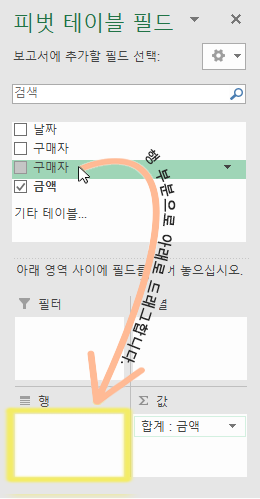 피벗 테이블 필드
보고서에 추가할 필드 선택:
검색
날짜
구매자
구매자
금액
기타 테이블...
행 부분으로 아래로 드래그합니다.
아래 영역 사이에 필드를 어 놓으십시오.
필터
열
행
Σ 값
합계 : 금액